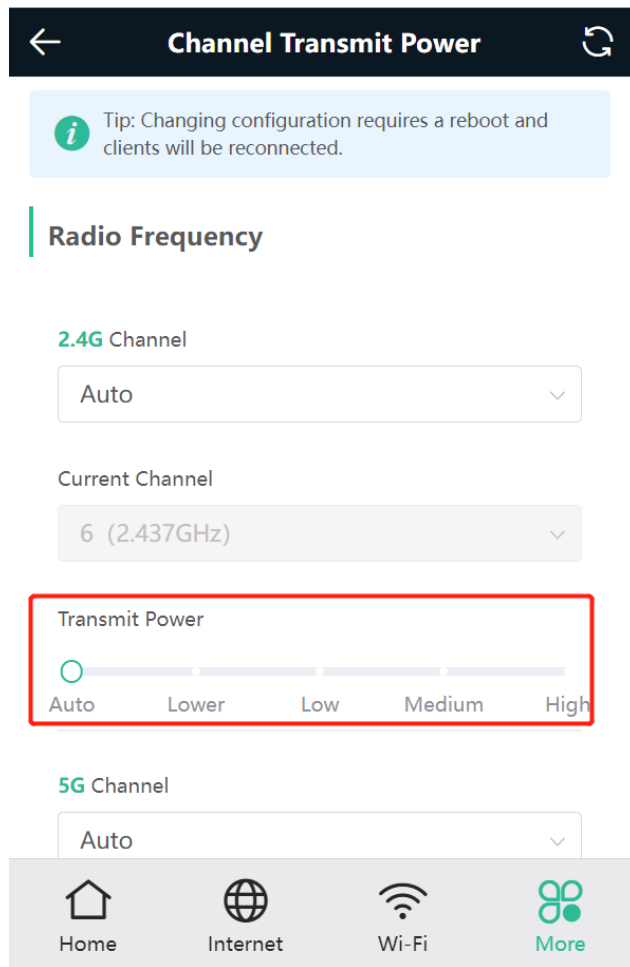 Channel Transmit Power
i
Tip: Changing configuration requires a reboot and
clients will be reconnected.
Radio Frequency
2.4G Channel
Auto
Current Channel
6 (2.437GHz)
Transmit Power
Auto Lower Low Medium High
5G Channel
Auto
Home Internet Wi-Fi More